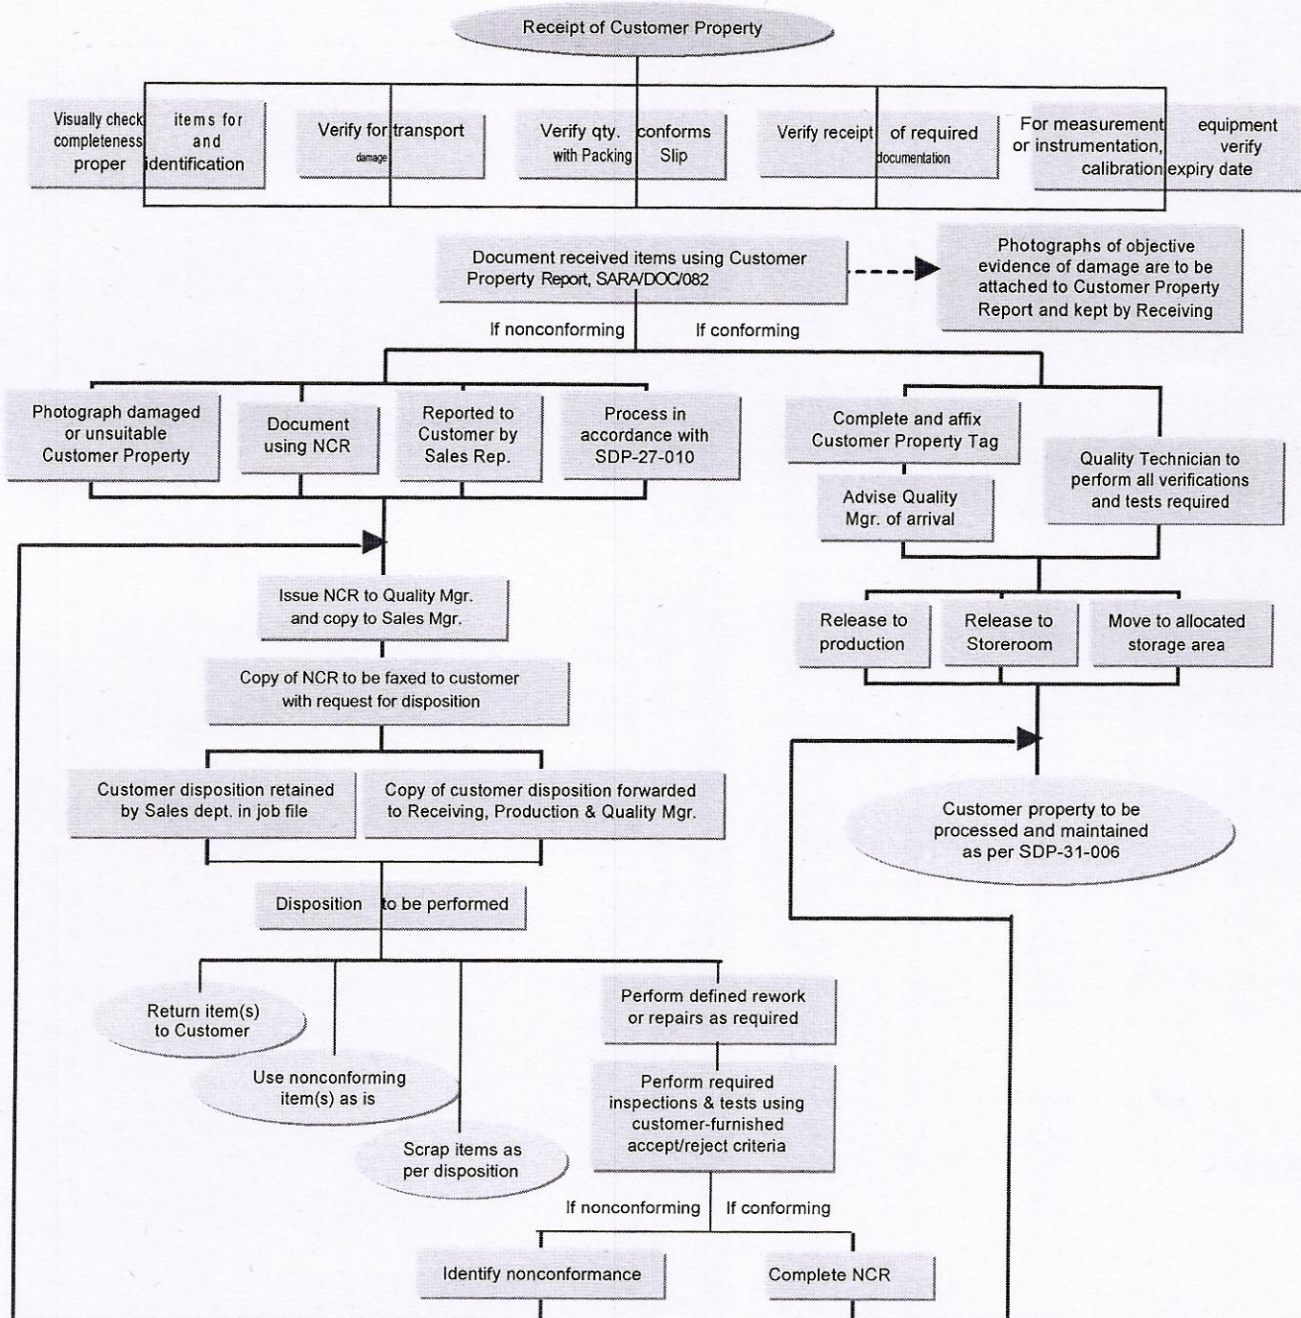 Receipt of Customer Property
Visually check items for
completeness and
proper identification
Verify for transport
damage
Verify qty. conforms
with Packing Slip
Verify receipt of required
documentation
For measurement equipment
or instrumentation, verify
calibration expiry date
Document received items using Customer
Property Report, SARA/DOC/082
Photographs of objective
evidence of damage are to be
attached to Customer Property
Report and kept by Receiving
If nonconforming
If conforming
Photograph damaged
or unsuitable
Customer Property
Document
using NCR
Reported to
Customer by
Sales Rep.
Process in
accordance with
SDP-27-010
Complete and affix
Customer Property Tag
Advise Quality
Mgr. of arrival
Quality Technician to
perform all verifications
and tests required
Issue NCR to Quality Mgr.
and copy to Sales Mgr.
Release to
production
Release to
Storeroom
Move to allocated
storage area
Copy of NCR to be faxed to customer
with request for disposition
Customer disposition retained
by Sales dept. in job file
Copy of customer disposition forwarded
to Receiving, Production & Quality Mgr.
Customer property to be
processed and maintained
as per SDP-31-006
Disposition to be performed
Return item(s)
to Customer
Use nonconforming
item(s) as is
Scrap items as
per disposition
Perform defined rework
or repairs as required
Perform required
inspections & tests using
customer-furnished
accept/reject criteria
If nonconforming
If conforming
Identify nonconformance
Complete NCR